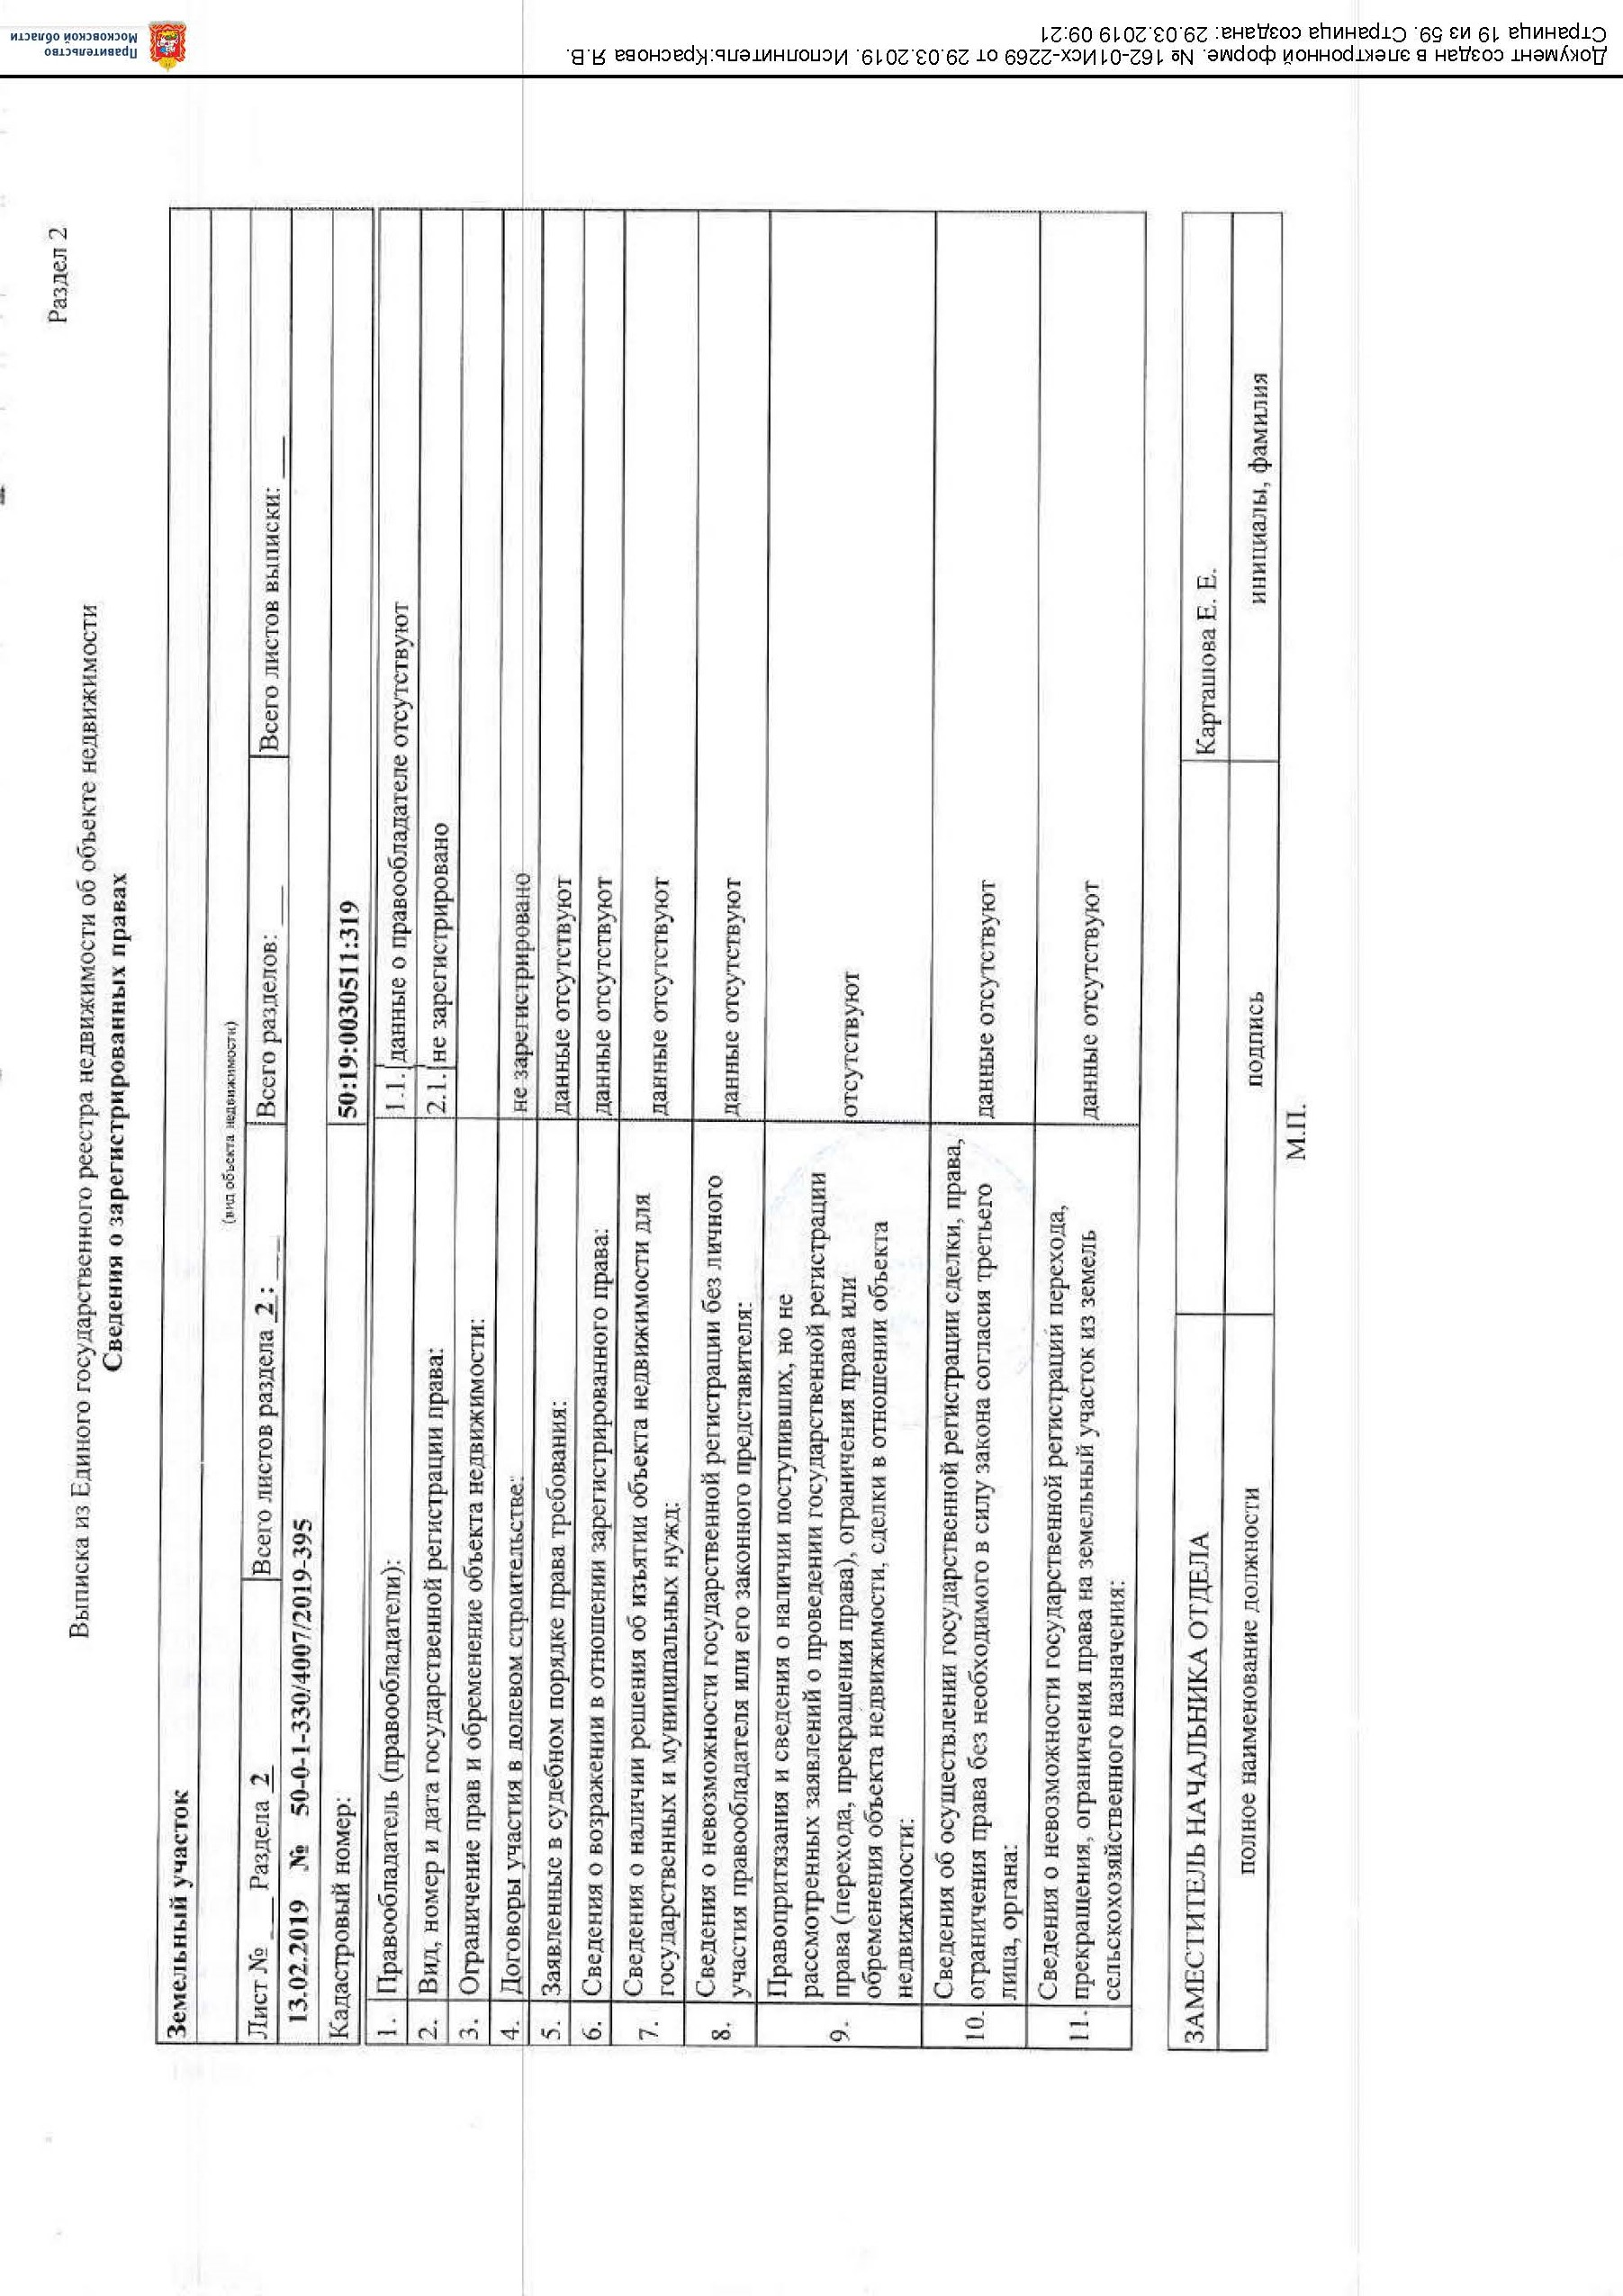 Раздел 2
Выписка из Единого государственного реестра недвижимости об объекте недвижимости
Сведения о зарегистрированных правах
Земельный участок
(вид объекта недвижимости)
Лист № ___ Раздела 2 Всего листов раздела 2 : ___ Всего разделов: ___ Всего листов выписки: ___
13.02.2019 № 50-0-1-330/4007/2019-395
Кадастровый номер: 50:19:0030511:319
1. Правообладатель (правообладатели): 1.1. данные о правообладателе отсутствуют
2. Вид, номер и дата государственной регистрации права: 2.1. не зарегистрировано
3. Ограничение прав и обременение объекта недвижимости:
4. Договоры участия в долевом строительстве: не зарегистрировано
5. Заявленные в судебном порядке права требования: данные отсутствуют
6. Сведения о возражении в отношении зарегистрированного права: данные отсутствуют
7. Сведения о наличии решения об изъятии объекта недвижимости для
государственных и муниципальных нужд: данные отсутствуют
8. Сведения о невозможности государственной регистрации без личного
участия правообладателя или его законного представителя: данные отсутствуют
9. Правопритязания и сведения о наличии поступивших, но не
рассмотренных заявлений о проведении государственной регистрации
права (перехода, прекращения права), ограничения права или
обременения объекта недвижимости, сделки в отношении объекта
недвижимости: отсутствуют
10. Сведения об осуществлении государственной регистрации сделки, права,
ограничения права без необходимого в силу закона согласия третьего
лица, органа: данные отсутствуют
11. Сведения о невозможности государственной регистрации перехода,
прекращения, ограничения права на земельный участок из земель
сельскохозяйственного назначения: данные отсутствуют
ЗАМЕСТИТЕЛЬ НАЧАЛЬНИКА ОТДЕЛА Карташова Е. Е.
полное наименование должности подпись инициалы, фамилия
М.П.
Документ создан в электронной форме. № 162-01Исх-2269 от 29.03.2019. Исполнитель:Краснова Я.В.
Страница 19 из 59. Страница создана: 29.03.2019 09:21
Правительство
Московской области